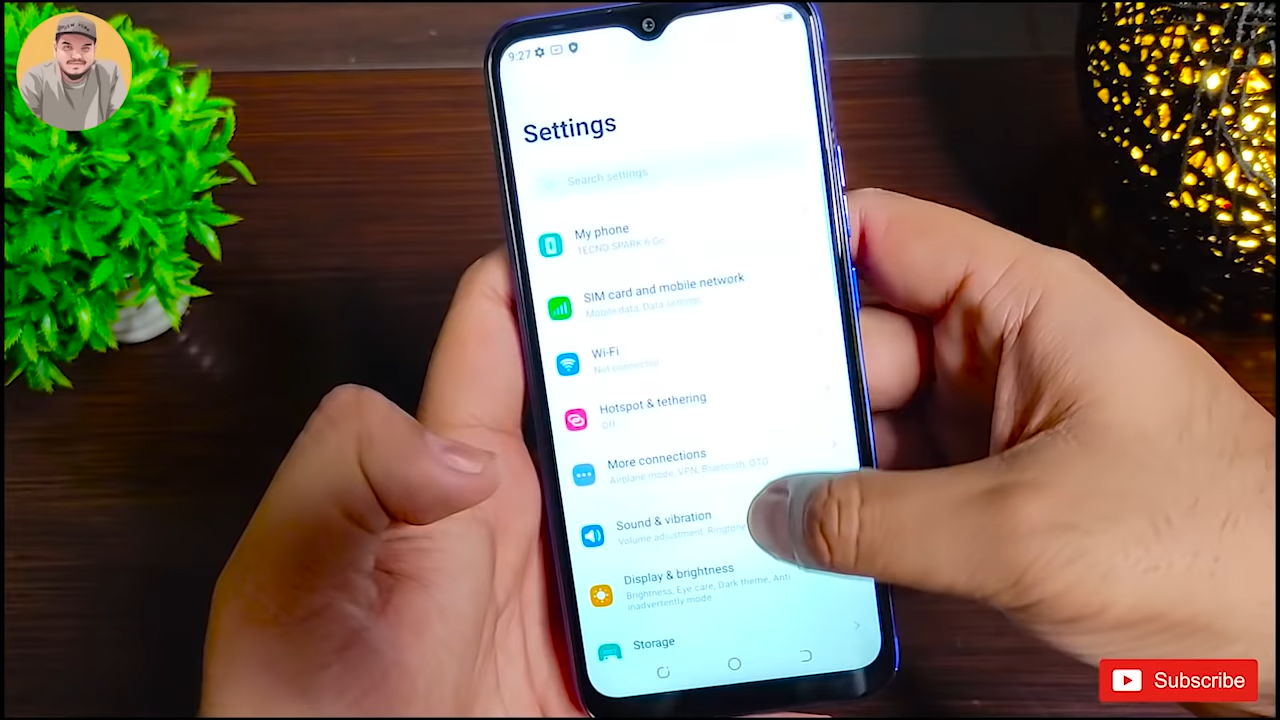 9:27
Settings
Search settings
My phone
TECNO SPARK 6 Go
SIM card and mobile network
Mobile data, Data settings
Wi-Fi
Not connected
Hotspot & tethering
Off
More connections
Airplane mode, VPN, Bluetooth, OTG
Sound & vibration
Volume adjustment, Ringtone
Display & brightness
Brightness, Eye care, Dark theme, Anti
inadvertently mode
Storage
Subscribe